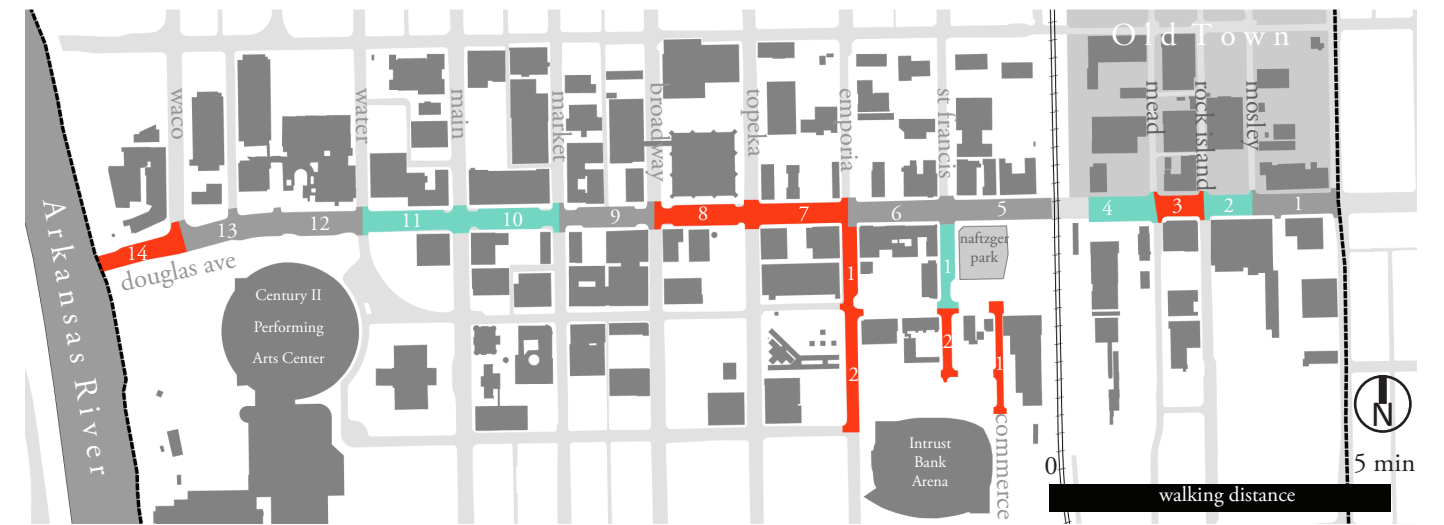 Old Town
waco
water
main
market
broadway
topeka
emporia
st francis
mead
rock island
mosley
14
13
12
11
10
9
8
7
6
5
4
3
2
1
douglas ave
Arkansas River
naftzger
park
1
1
2
2
1
Century II
Performing
Arts Center
Intrust
Bank
Arena
commerce
N
0
5 min
walking distance